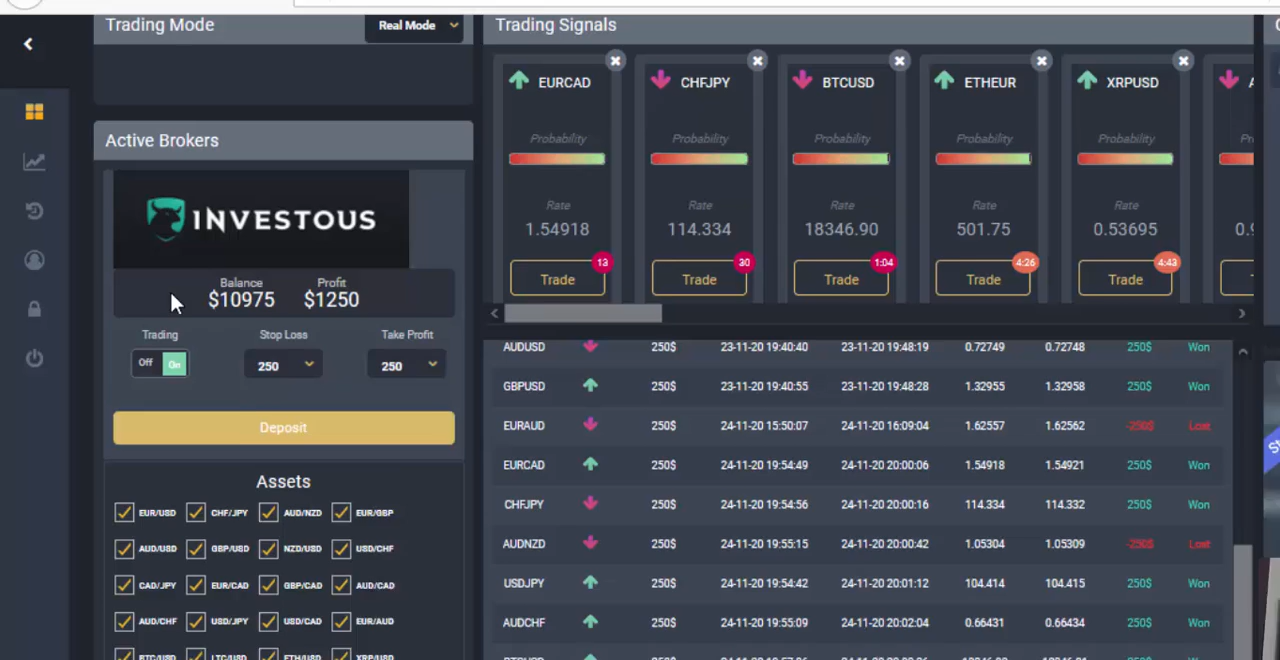 Trading Mode
Real Mode
Active Brokers
INVESTOUS
Balance Profit
$10975 $1250
Trading Stop Loss Take Profit
Off On 250 250
Deposit
Assets
EUR/USD CHF/JPY AUD/NZD EUR/GBP
AUD/USD GBP/USD NZD/USD USD/CHF
CAD/JPY EUR/CAD GBP/CAD AUD/CAD
AUD/CHF USD/JPY USD/CAD EUR/AUD
BTC/USD LTC/USD ETH/USD XRP/USD
Trading Signals
EURCAD CHFJPY BTCUSD ETHEUR XRPUSD
Probability Probability Probability Probability Probability
Rate Rate Rate Rate Rate
1.54918 114.334 18346.90 501.75 0.53695
13 30 1:04 4:26 4:43
Trade Trade Trade Trade Trade
AUDUSD 250$ 23-11-20 19:40:40 23-11-20 19:48:19 0.72749 0.72748 250$ Won
GBPUSD 250$ 23-11-20 19:40:55 23-11-20 19:48:28 1.32955 1.32958 250$ Won
EURAUD 250$ 24-11-20 15:50:07 24-11-20 16:09:04 1.62557 1.62562 -250$ Lost
EURCAD 250$ 24-11-20 19:54:49 24-11-20 20:00:06 1.54918 1.54921 250$ Won
CHFJPY 250$ 24-11-20 19:54:56 24-11-20 20:00:16 114.334 114.332 250$ Won
AUDNZD 250$ 24-11-20 19:55:15 24-11-20 20:00:42 1.05304 1.05309 -250$ Lost
USDJPY 250$ 24-11-20 19:54:42 24-11-20 20:01:12 104.414 104.415 250$ Won
AUDCHF 250$ 24-11-20 19:55:09 24-11-20 20:02:04 0.66431 0.66434 250$ Won